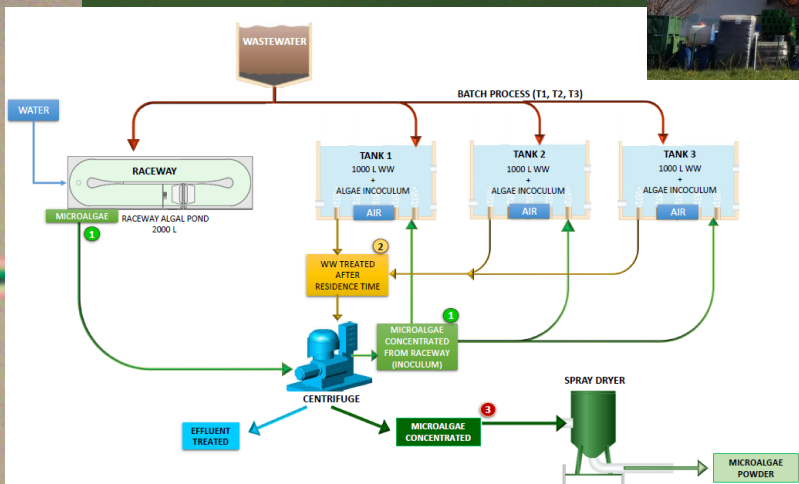 WASTEWATER
BATCH PROCESS (T1, T2, T3)
WATER
RACEWAY
MICROALGAE
1
RACEWAY ALGAL POND
2000 L
TANK 1
1000 L WW
+
ALGAE INCOCULUM
AIR
TANK 2
1000 L WW
+
ALGAE INCOCULUM
AIR
TANK 3
1000 L WW
+
ALGAE INCOCULUM
AIR
2
WW TREATED
AFTER
RESIDENCE TIME
1
MICROALGAE
CONCENTRATED
FROM RACEWAY
(INOCULUM)
CENTRIFUGE
EFFLUENT
TREATED
3
MICROALGAE
CONCENTRATED
SPRAY DRYER
MICROALGAE
POWDER